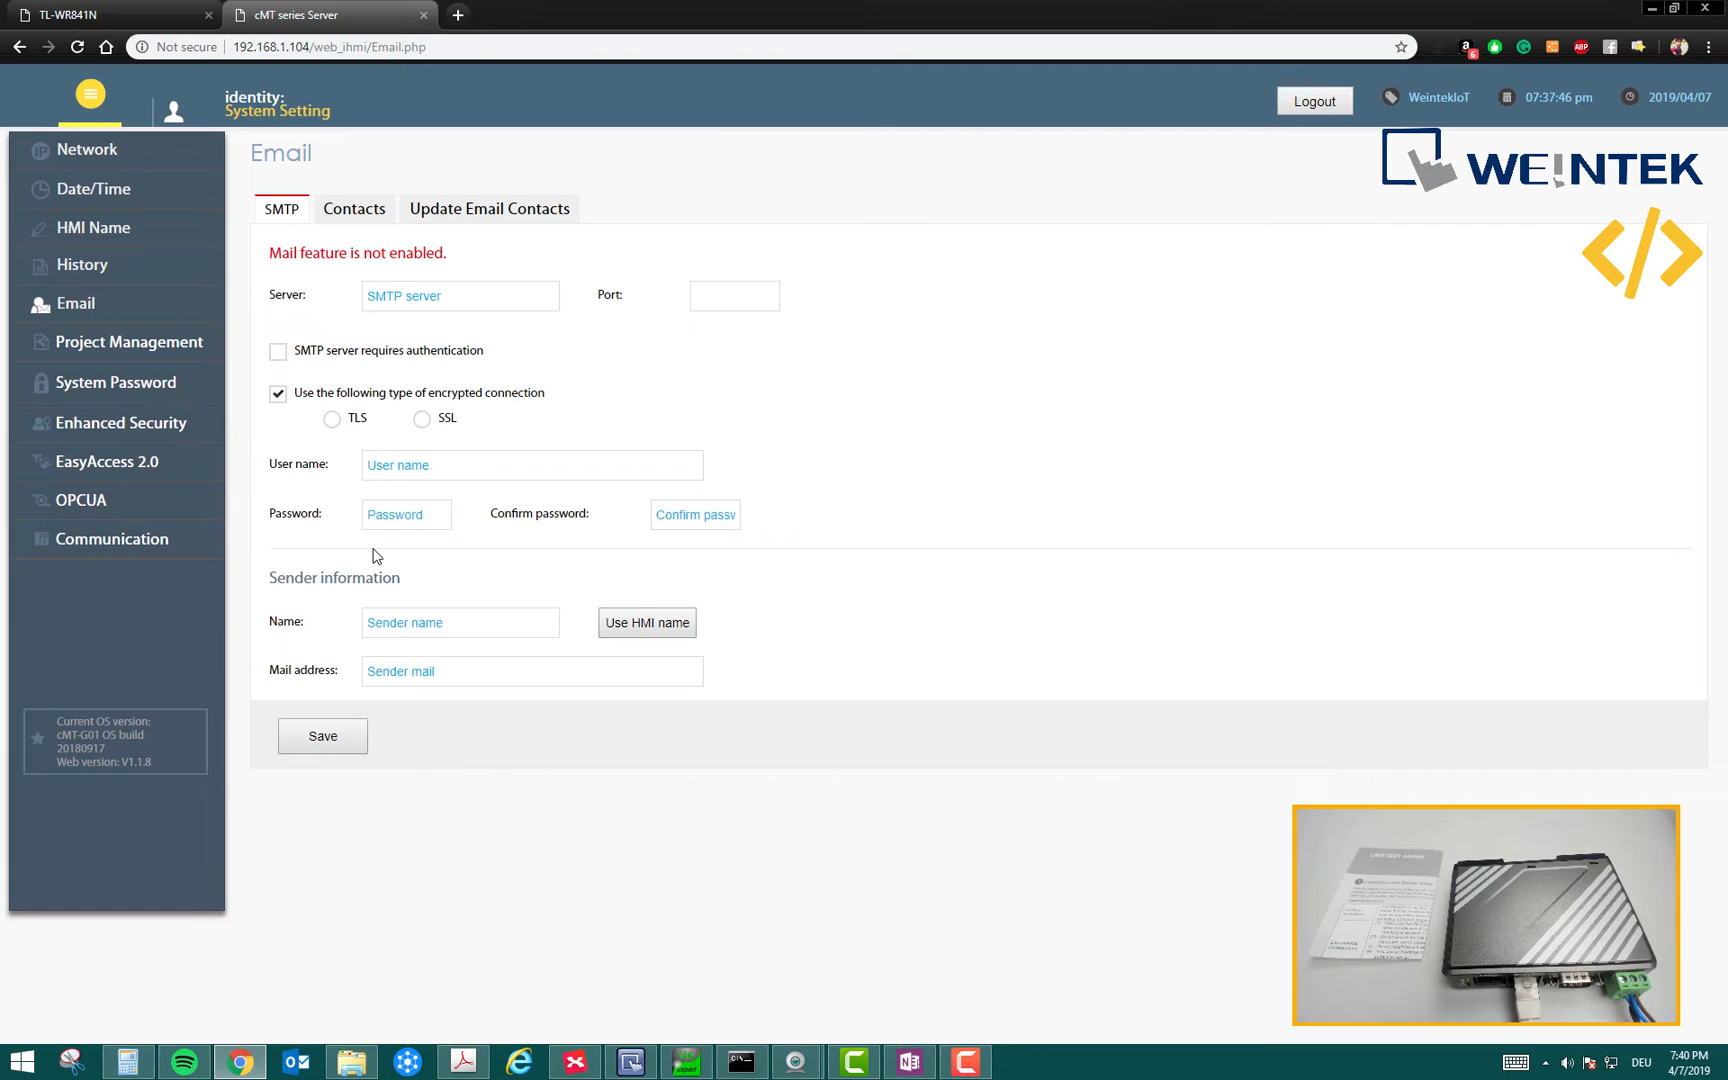 TL-WR841N
cMT series Server
Not secure
192.168.1.104/web_ihmi/Email.php
6
ABP
identity:
System Setting
Logout
WeintekIoT
07:37:46 pm
2019/04/07
WE!NTEK
</>
IP
Network
Date/Time
HMI Name
History
Email
Project Management
System Password
Enhanced Security
EasyAccess 2.0
OPCUA
Communication
Current OS version:
cMT-G01 OS build
20180917
Web version: V1.1.8
Email
SMTP
Contacts
Update Email Contacts
Mail feature is not enabled.
Server:
SMTP server
Port:
SMTP server requires authentication
Use the following type of encrypted connection
TLS
SSL
User name:
User name
Password:
Password
Confirm password:
Confirm passv
Sender information
Name:
Sender name
Use HMI name
Mail address:
Sender mail
Save
DEU
7:40 PM
4/7/2019